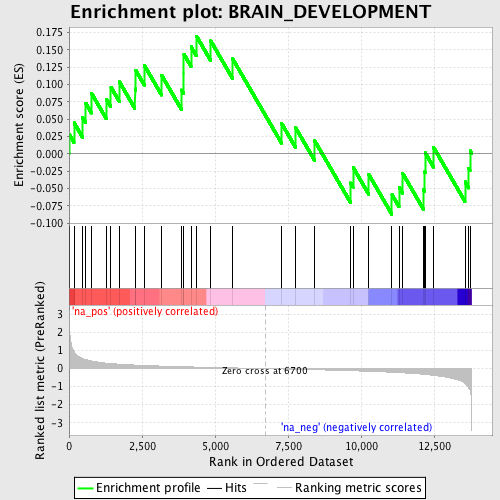 Enrichment plot: BRAIN_DEVELOPMENT
Enrichment score (ES)
0.175
0.150
0.125
0.100
0.075
0.050
0.025
0.000
-0.025
-0.050
-0.075
-0.100
'na_pos' (positively correlated)
Ranked list metric (PreRanked)
3
2
1
0
-1
-2
-3
Zero cross at 6700
'na_neg' (negatively correlated)
0 2,500 5,000 7,500 10,000 12,500
Rank in Ordered Dataset
Enrichment profile Hits Ranking metric scores